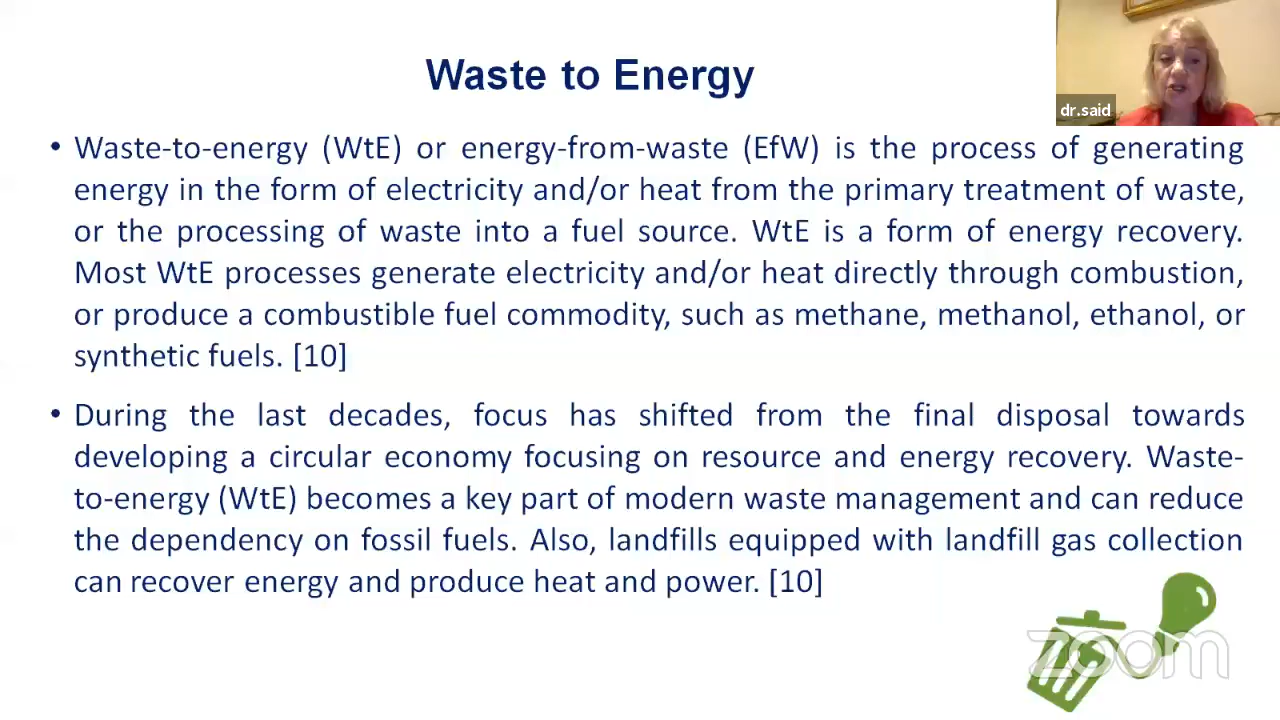 Waste to Energy
dr.said
• Waste-to-energy (WtE) or energy-from-waste (EfW) is the process of generating
energy in the form of electricity and/or heat from the primary treatment of waste,
or the processing of waste into a fuel source. WtE is a form of energy recovery.
Most WtE processes generate electricity and/or heat directly through combustion,
or produce a combustible fuel commodity, such as methane, methanol, ethanol, or
synthetic fuels. [10]
• During the last decades, focus has shifted from the final disposal towards
developing a circular economy focusing on resource and energy recovery. Waste-
to-energy (WtE) becomes a key part of modern waste management and can reduce
the dependency on fossil fuels. Also, landfills equipped with landfill gas collection
can recover energy and produce heat and power. [10]
zoom